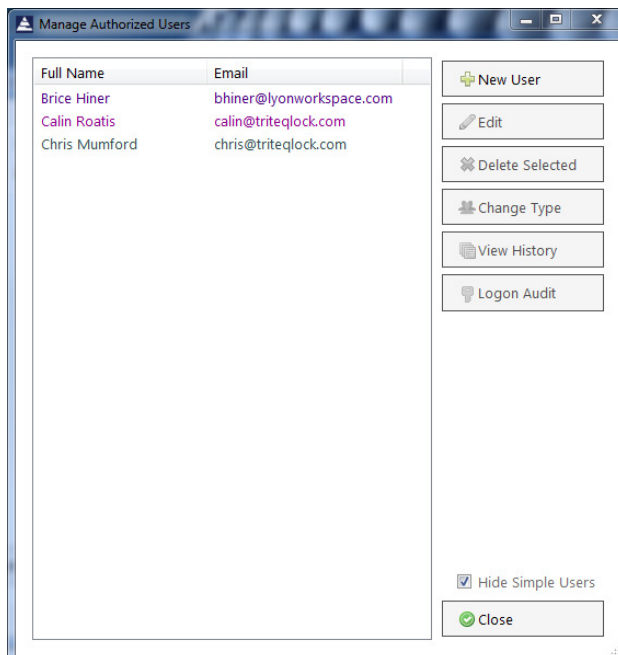 Manage Authorized Users
Full Name Email
Brice Hiner bhiner@lyonworkspace.com
Calin Roatis calin@triteqlock.com
Chris Mumford chris@triteqlock.com
New User
Edit
Delete Selected
Change Type
View History
Logon Audit
Hide Simple Users
Close